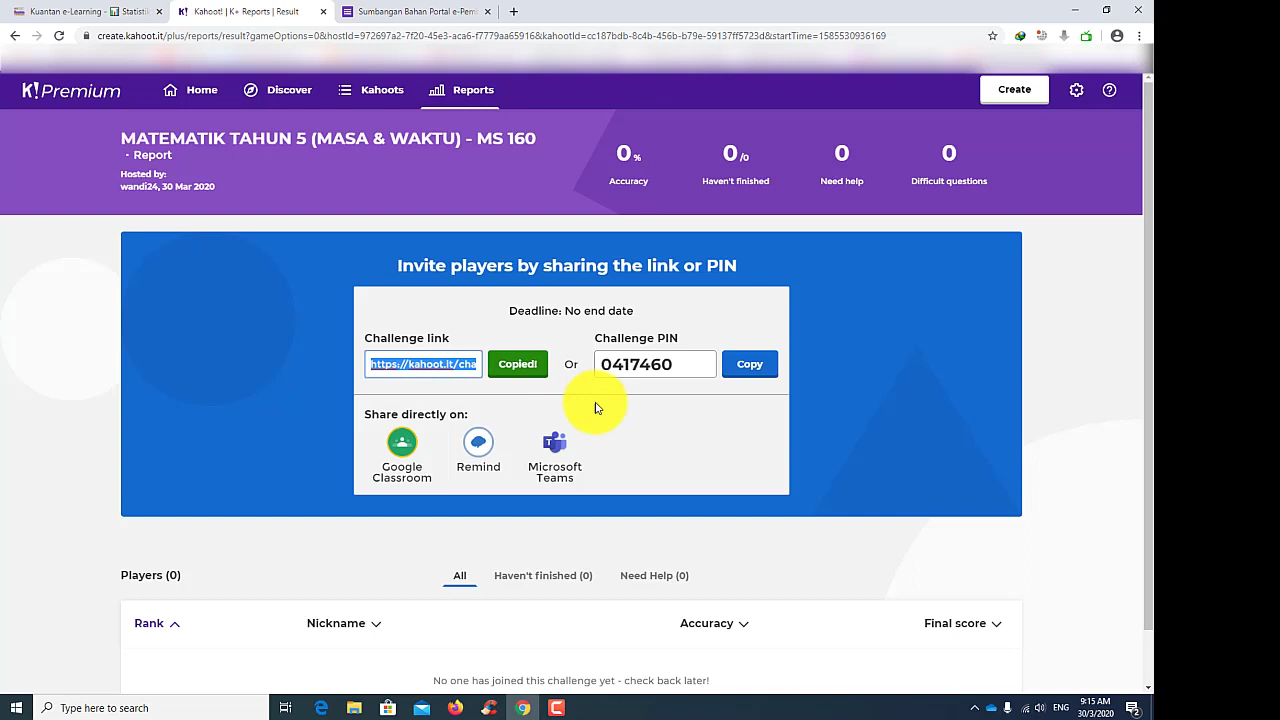 Kuantan e-Learning - 📊 Statistik
Kahoot! | K+ Reports | Result
Sumbangan Bahan Portal e-Pem
create.kahoot.it/plus/reports/result?gameOptions=0&hostId=972697a2-7f20-45e3-aca6-f7779aa65916&kahootId=cc187bdb-8c4b-456b-b79e-59137ff5723d&startTime=1585530936169
K! Premium
Home
Discover
Kahoots
Reports
Create
MATEMATIK TAHUN 5 (MASA & WAKTU) - MS 160
- Report
Hosted by:
wandi24, 30 Mar 2020
0 % 0 /0 0 0
Accuracy Haven't finished Need help Difficult questions
Invite players by sharing the link or PIN
Deadline: No end date
Challenge link Challenge PIN
https://kahoot.it/cha Copied! Or 0417460 Copy
Share directly on:
Google
Classroom
Remind
Microsoft
Teams
Players (0) All Haven't finished (0) Need Help (0)
Rank Nickname Accuracy Final score
No one has joined this challenge yet - check back later!
Type here to search
ENG
9:15 AM
30/3/2020
2